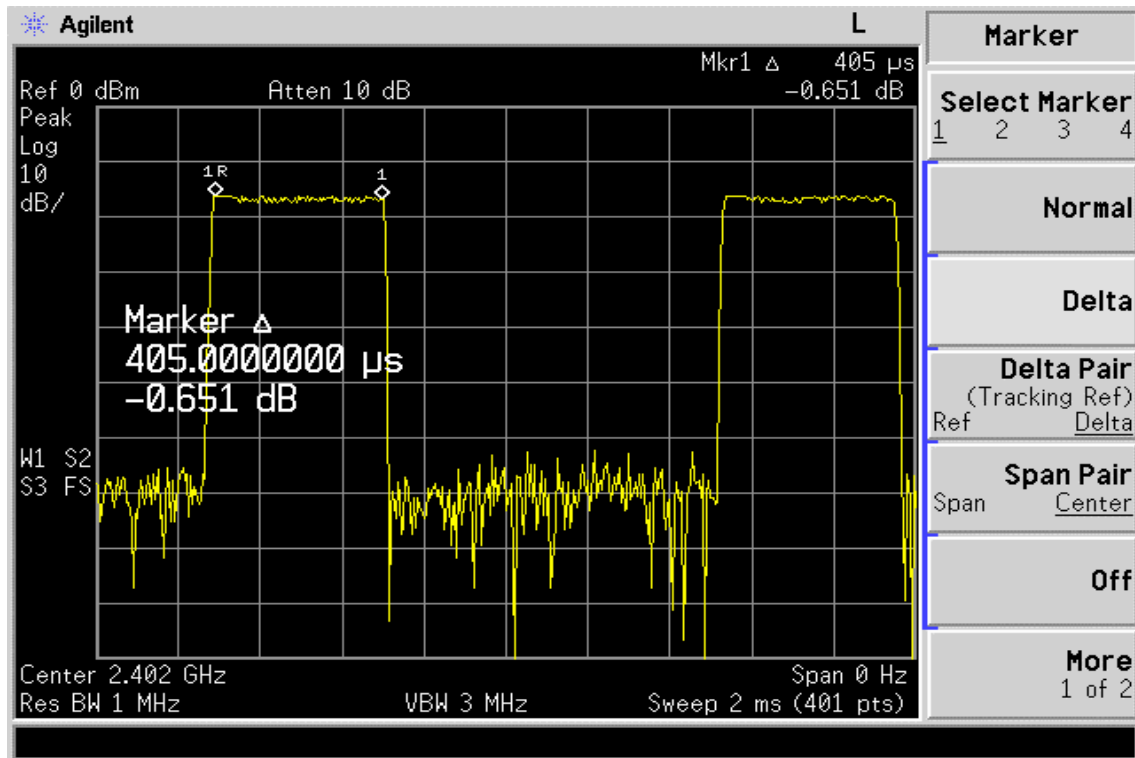 Agilent L
Mkr1 Δ 405 µs
Ref 0 dBm Atten 10 dB -0.651 dB
Peak
Log
10
dB/
1R 1
Marker Δ
405.0000000 µs
-0.651 dB
W1 S2
S3 FS
Center 2.402 GHz Span 0 Hz
Res BW 1 MHz VBW 3 MHz Sweep 2 ms (401 pts)
Marker
Select Marker
1 2 3 4
Normal
Delta
Delta Pair
(Tracking Ref)
Ref Delta
Span Pair
Span Center
Off
More
1 of 2